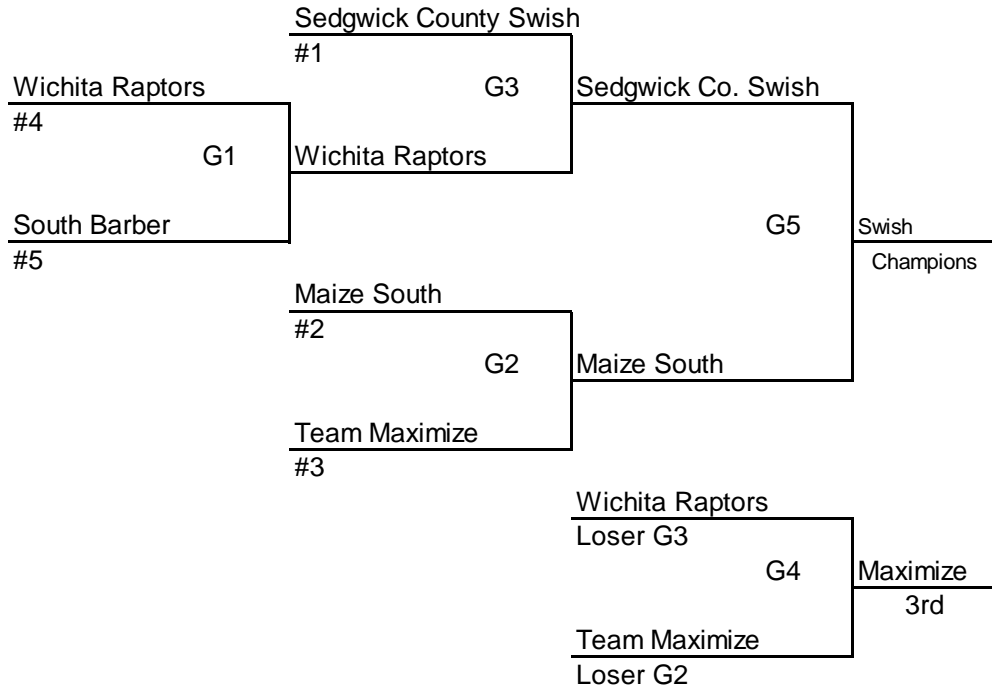 Sedgwick County Swish
#1
Wichita Raptors
G3
Sedgwick Co. Swish
#4
G1
Wichita Raptors
South Barber
G5
Swish
#5
Champions
Maize South
#2
G2
Maize South
Team Maximize
#3
Wichita Raptors
Loser G3
G4
Maximize
3rd
Team Maximize
Loser G2